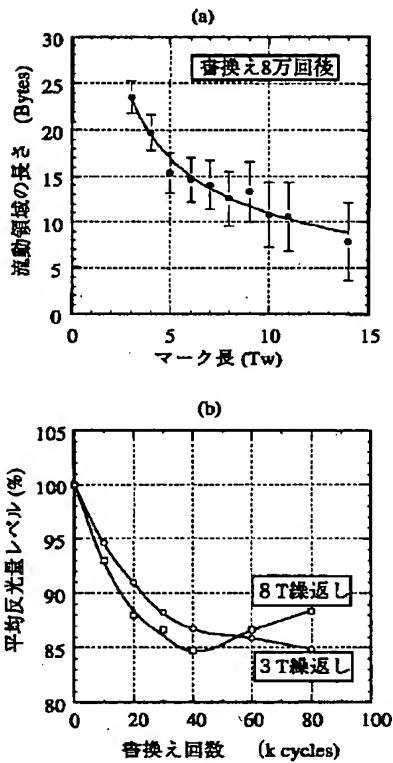 (a)
30
25
20
15
10
5
0
流動領域の長さ (Bytes)
書換え8万回後
0 5 10 15
マーク長 (Tw)
(b)
105
100
95
90
85
80
平均反光量レベル (%)
8T繰返し
3T繰返し
0 20 40 60 80 100
書換え回数 (k cycles)